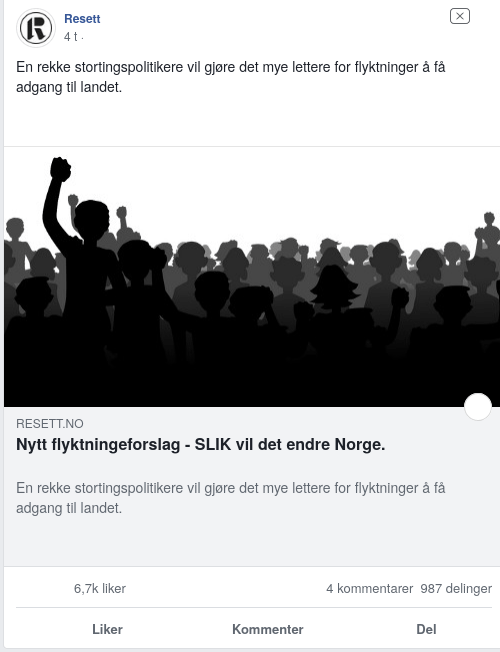 Resett
4 t ·
En rekke stortingspolitikere vil gjøre det mye lettere for flyktninger å få
adgang til landet.
RESETT.NO
Nytt flyktningeforslag - SLIK vil det endre Norge.
En rekke stortingspolitikere vil gjøre det mye lettere for flyktninger å få
adgang til landet.
6,7k liker 4 kommentarer 987 delinger
Liker Kommenter Del